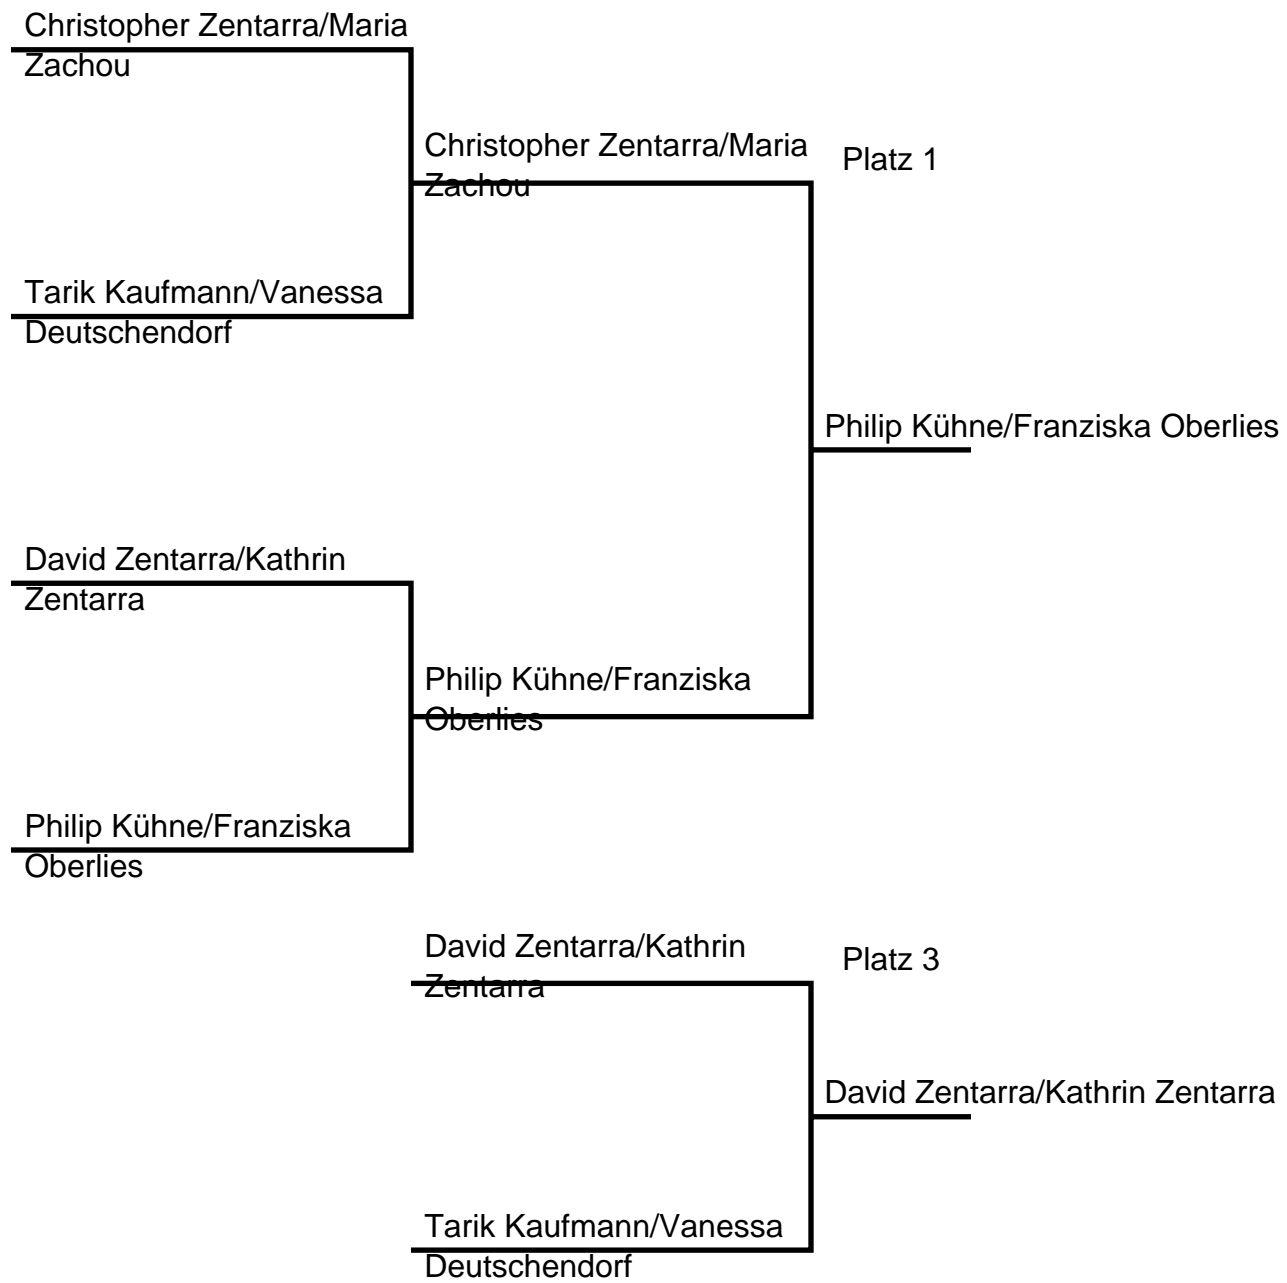 Christopher Zentarra/Maria
Zachou
Christopher Zentarra/Maria
Zachou
Platz 1
Tarik Kaufmann/Vanessa
Deutschendorf
Philip Kühne/Franziska Oberlies
David Zentarra/Kathrin
Zentarra
Philip Kühne/Franziska
Oberlies
Philip Kühne/Franziska
Oberlies
David Zentarra/Kathrin
Zentarra
Platz 3
David Zentarra/Kathrin Zentarra
Tarik Kaufmann/Vanessa
Deutschendorf